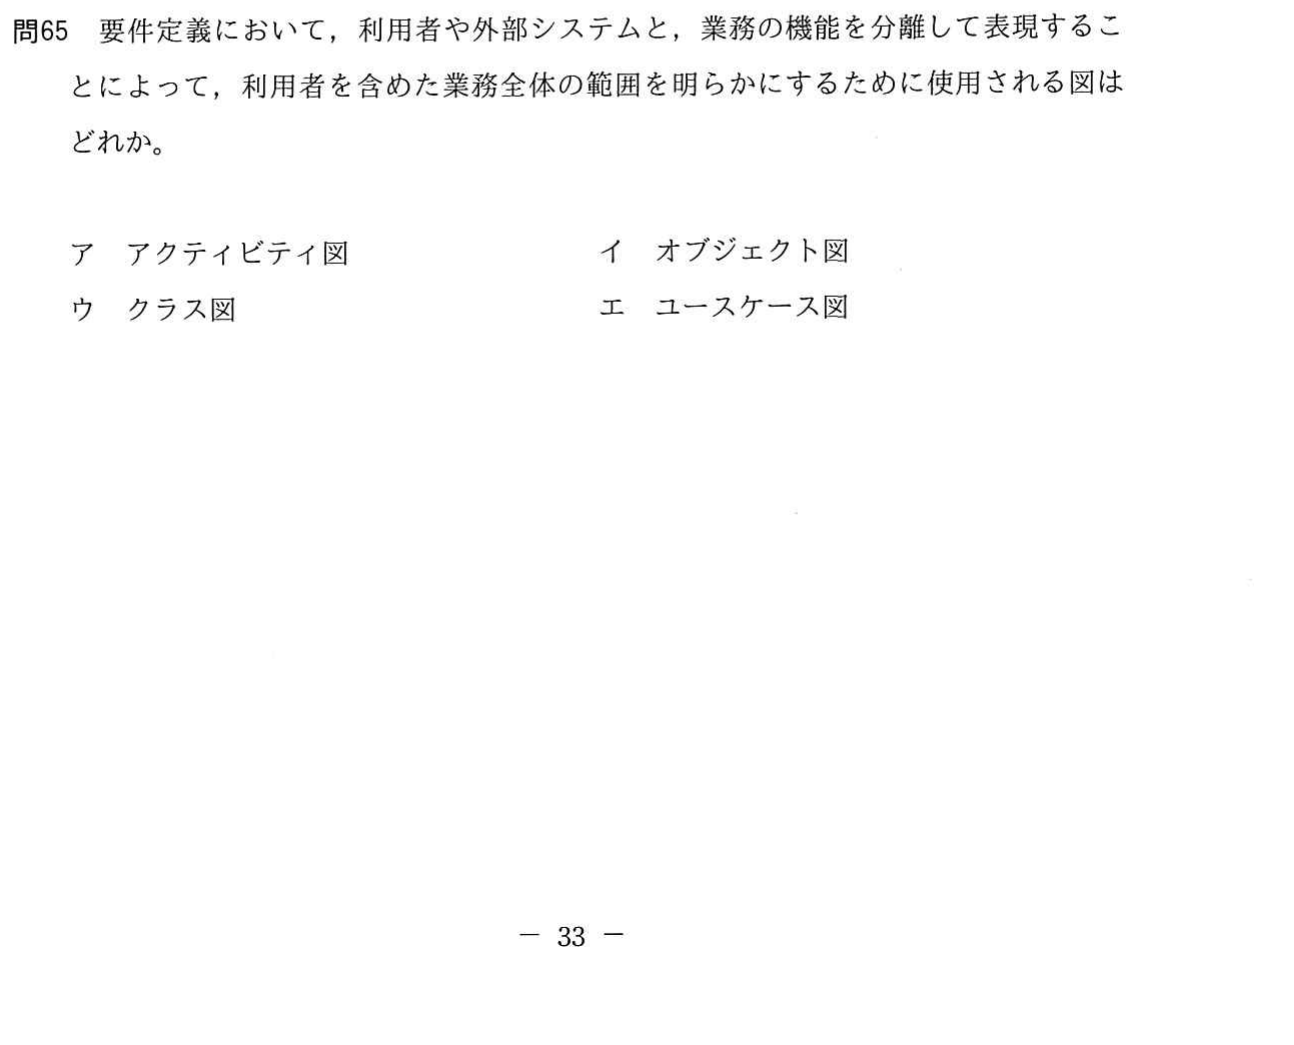 問65 要件定義において，利用者や外部システムと，業務の機能を分離して表現するこ
とによって，利用者を含めた業務全体の範囲を明らかにするために使用される図は
どれか。
ア アクティビティ図 イ オブジェクト図
ウ クラス図 エ ユースケース図
－ 33 －